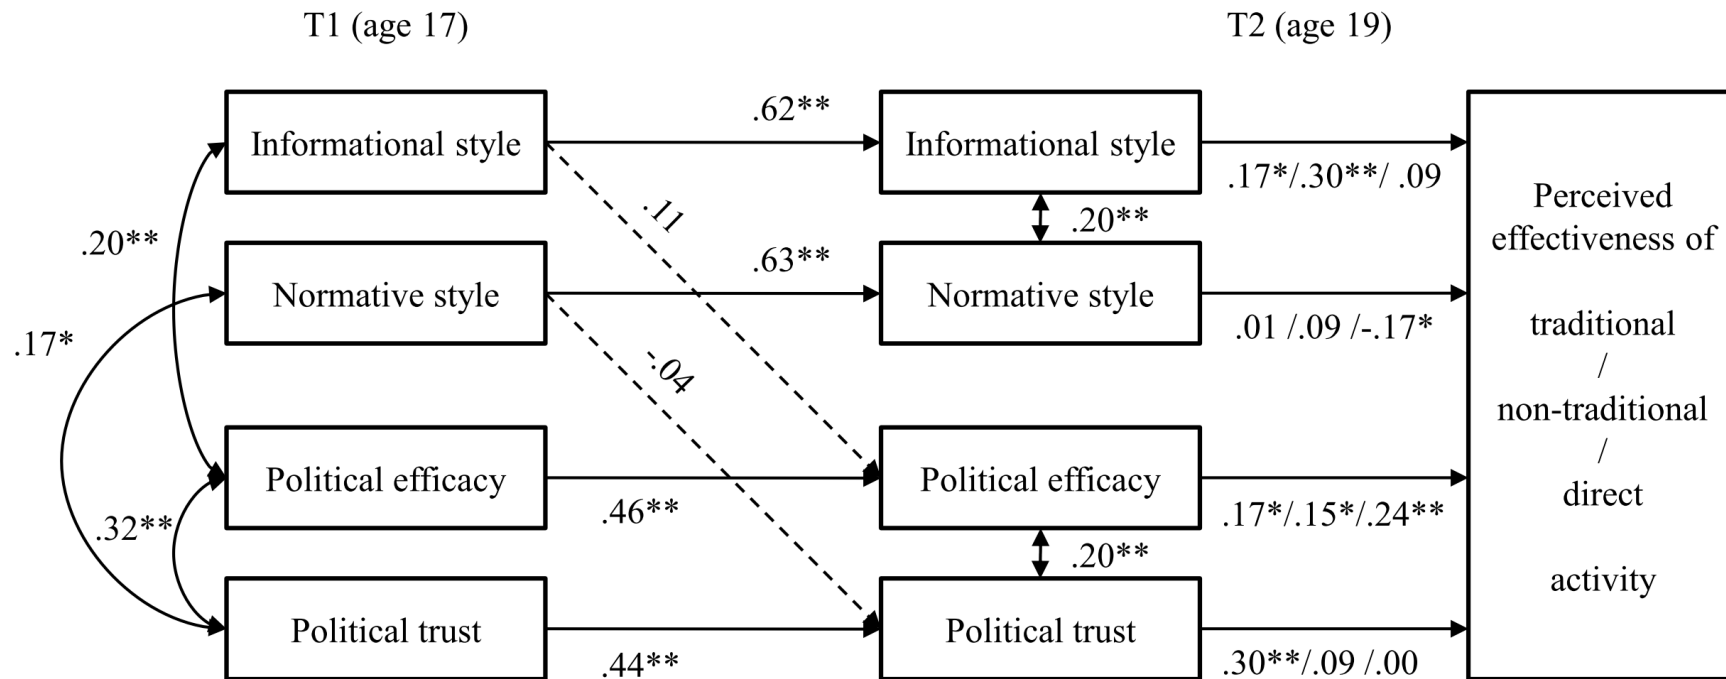 T1 (age 17)
T2 (age 19)
Informational style
.62**
Informational style
.17*/.30**/ .09
Perceived
effectiveness of
traditional
/
non-traditional
/
direct
activity
.20**
.11
.20**
Normative style
.63**
Normative style
.01 /.09 /-.17*
.17*
-.04
Political efficacy
.46**
Political efficacy
.17*/.15*/.24**
.32**
.20**
Political trust
.44**
Political trust
.30**/.09 /.00